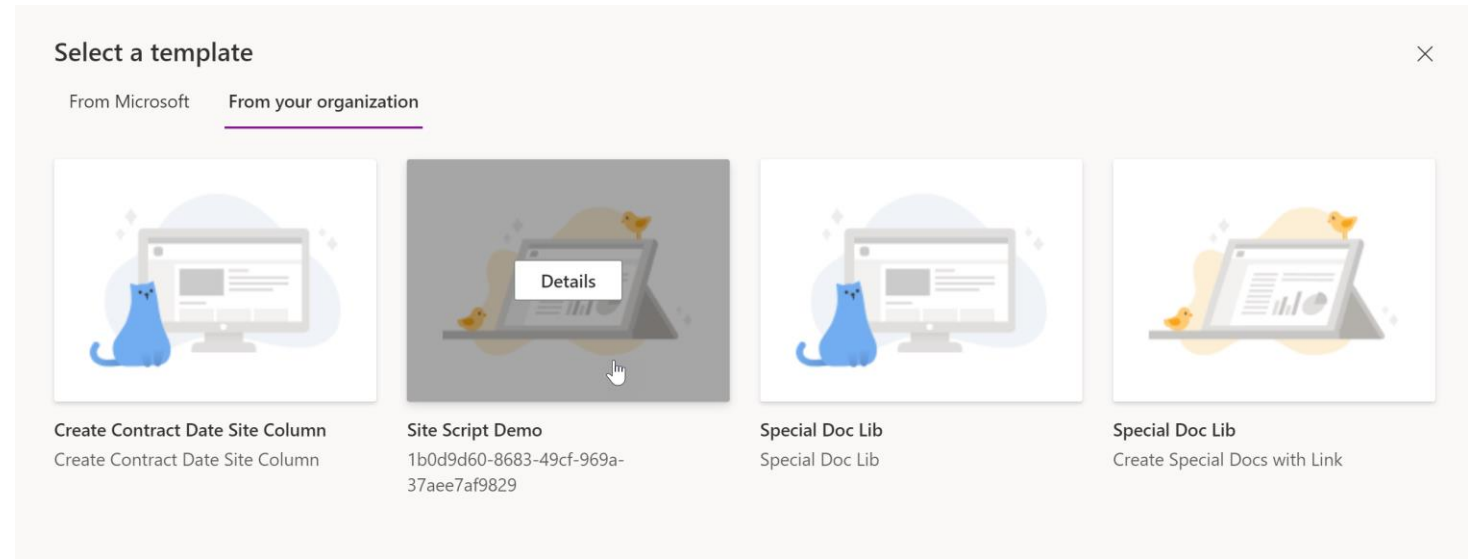 Select a template
From Microsoft
From your organization
Details
Create Contract Date Site Column
Create Contract Date Site Column
Site Script Demo
1b0d9d60-8683-49cf-969a-
37aee7af9829
Special Doc Lib
Special Doc Lib
Special Doc Lib
Create Special Docs with Link